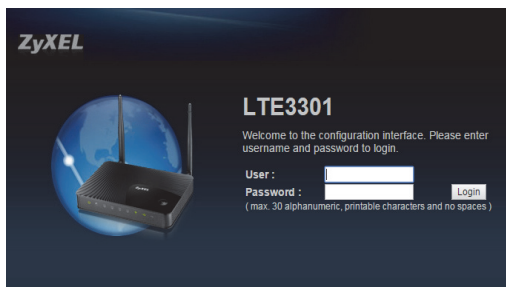 ZyXEL
LTE3301
Welcome to the configuration interface. Please enter
username and password to login.
User :
Password :
Login
( max. 30 alphanumeric, printable characters and no spaces )
ZyXEL